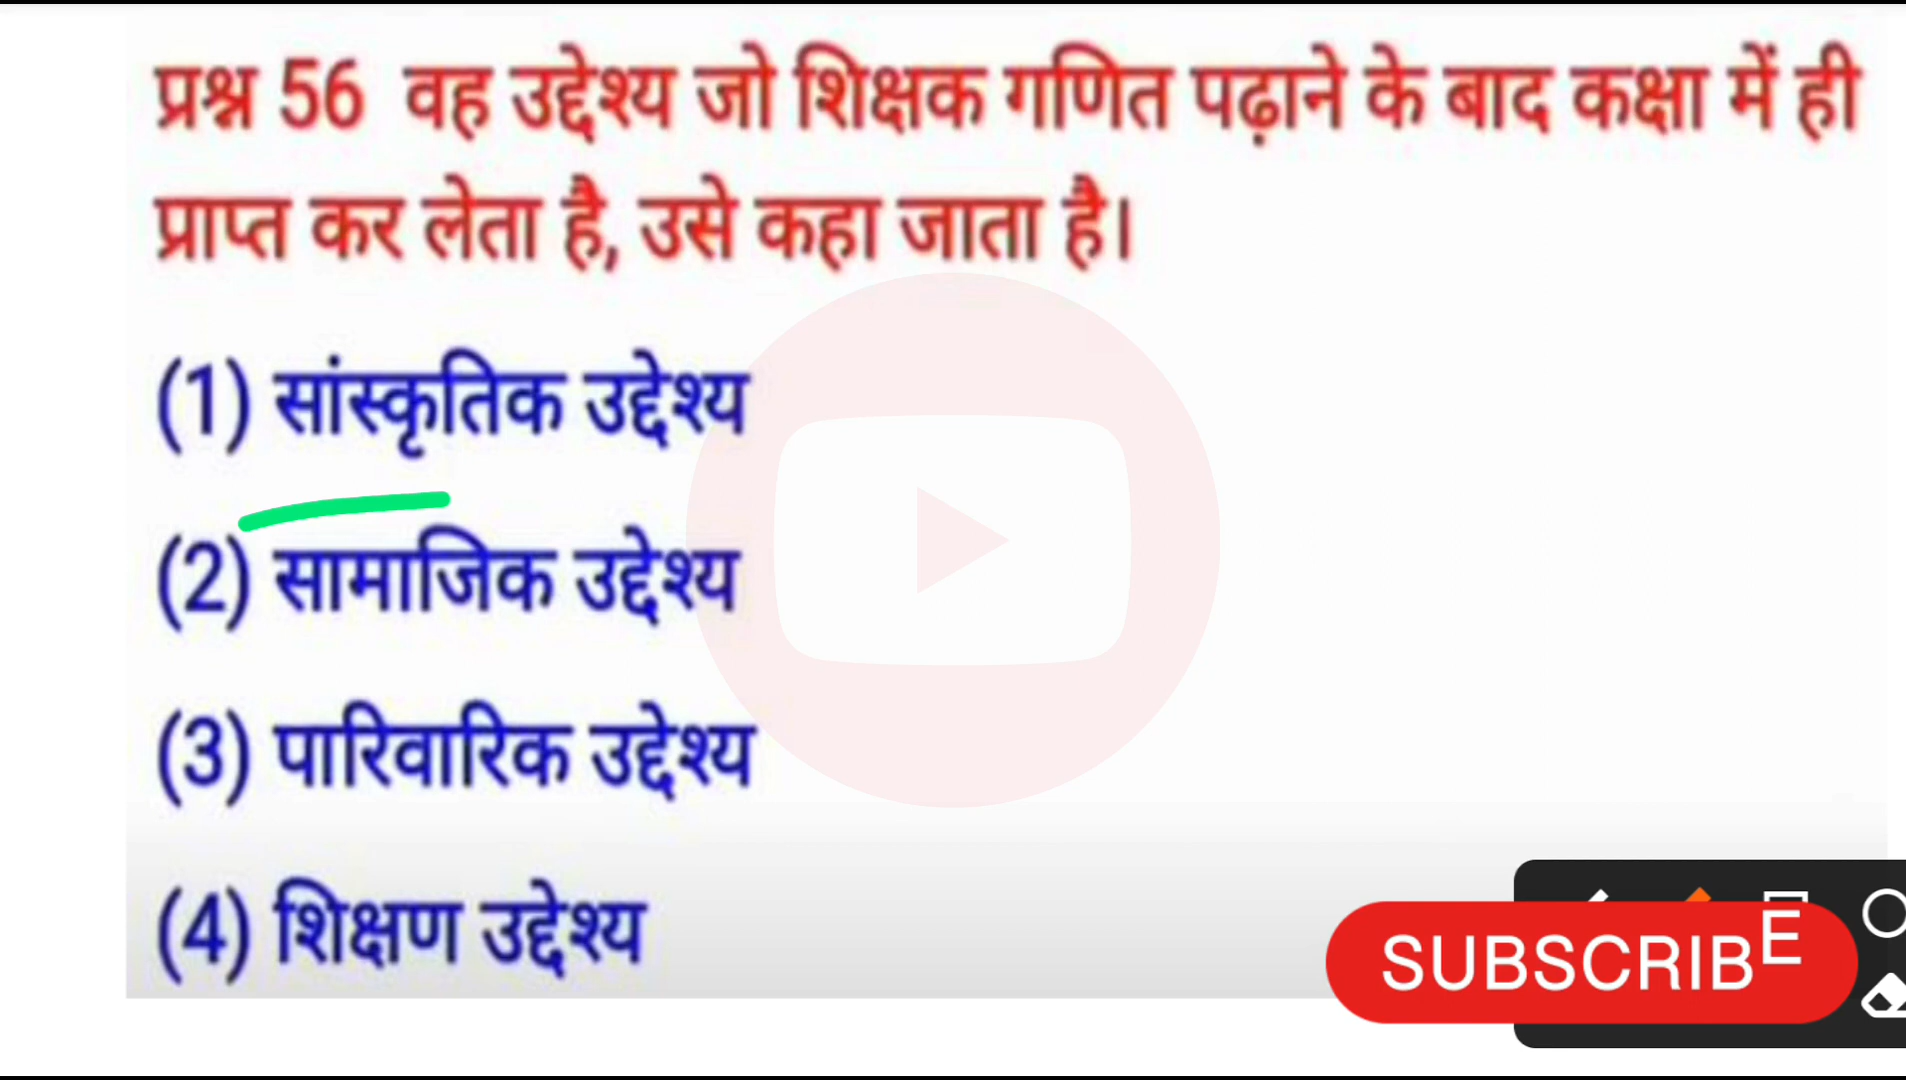 प्रश्न 56 वह उद्देश्य जो शिक्षक गणित पढ़ाने के बाद कक्षा में ही
प्राप्त कर लेता है, उसे कहा जाता है।
(1) सांस्कृतिक उद्देश्य
(2) सामाजिक उद्देश्य
(3) पारिवारिक उद्देश्य
(4) शिक्षण उद्देश्य
SUBSCRIBE